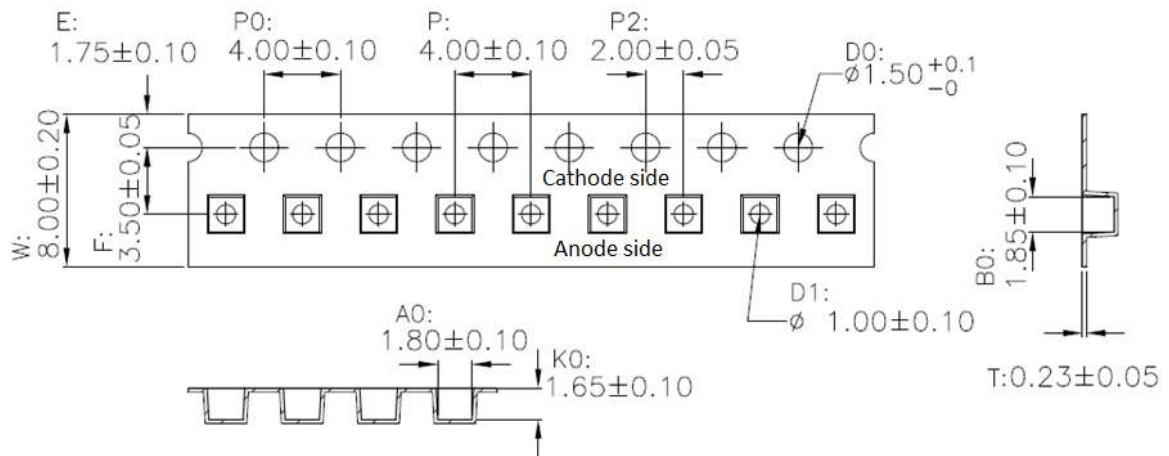 E:
1.75±0.10
P0:
4.00±0.10
P:
4.00±0.10
P2:
2.00±0.05
D0:
ϕ1.50 +0.1
-0
W:
8.00±0.20
F:
3.50±0.05
Cathode side
Anode side
D1:
ϕ 1.00±0.10
B0:
1.85±0.10
A0:
1.80±0.10
K0:
1.65±0.10
T:0.23±0.05